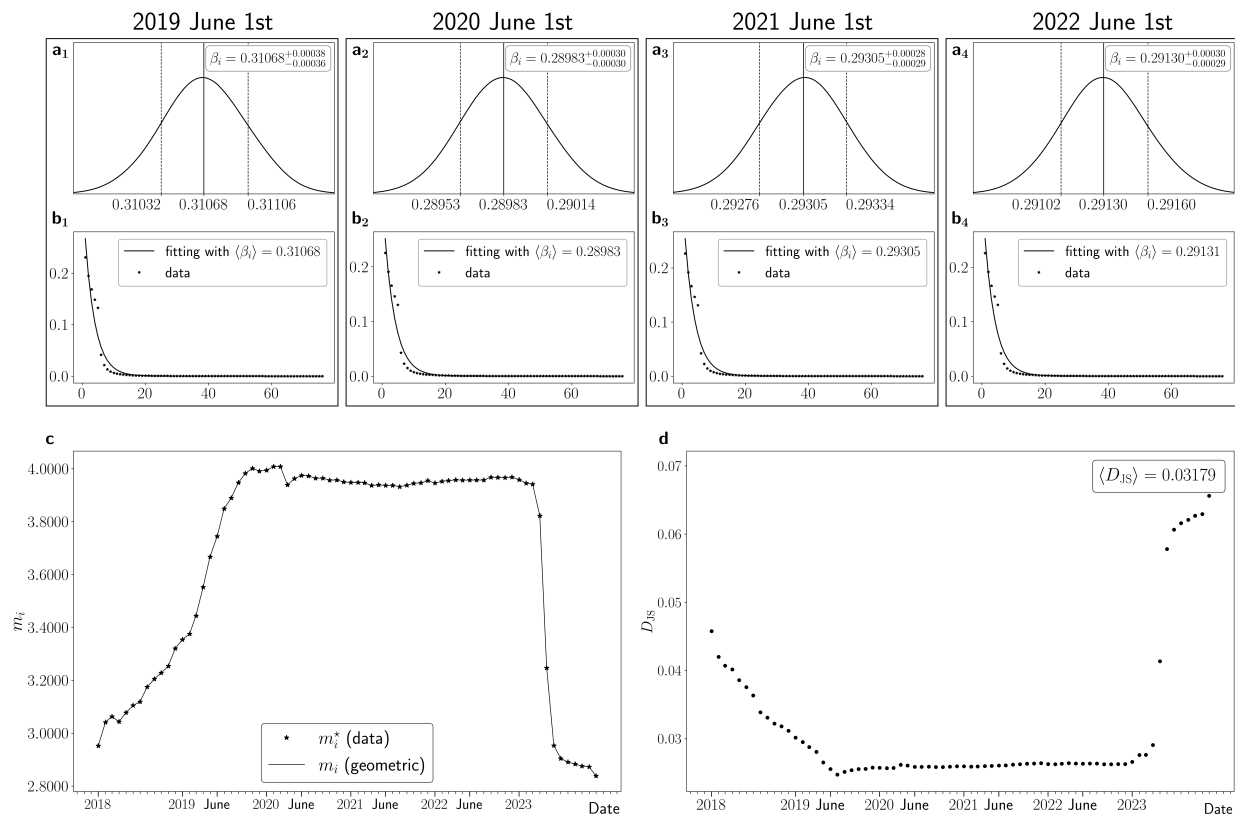 2019 June 1st
2020 June 1st
2021 June 1st
2022 June 1st
a₁
βᵢ = 0.31068 +0.00038 −0.00036
a₂
βᵢ = 0.28983 +0.00030 −0.00030
a₃
βᵢ = 0.29305 +0.00028 −0.00029
a₄
βᵢ = 0.29130 +0.00030 −0.00029
0.31032 0.31068 0.31106
0.28953 0.28983 0.29014
0.29276 0.29305 0.29334
0.29102 0.29130 0.29160
b₁
fitting with ⟨βᵢ⟩ = 0.31068
data
0.2
0.1
0.0
0 20 40 60
b₂
fitting with ⟨βᵢ⟩ = 0.28983
data
0.2
0.1
0.0
0 20 40 60
b₃
fitting with ⟨βᵢ⟩ = 0.29305
data
0.2
0.1
0.0
0 20 40 60
b₄
fitting with ⟨βᵢ⟩ = 0.29131
data
0.2
0.1
0.0
0 20 40 60
c
4.0000
3.8000
3.6000
3.4000
3.2000
3.0000
2.8000
mᵢ
mᵢ⋆ (data)
mᵢ (geometric)
2018 2019 June 2020 June 2021 June 2022 June 2023
Date
d
⟨D_JS⟩ = 0.03179
0.07
0.06
0.05
0.04
0.03
D_JS
2018 2019 June 2020 June 2021 June 2022 June 2023
Date